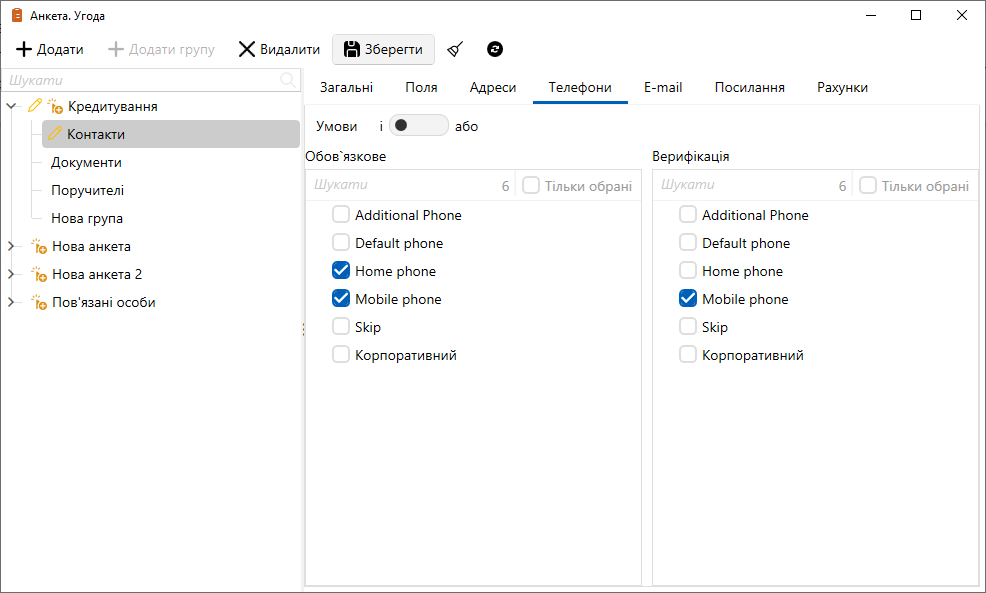 Анкета. Угода
Додати Додати групу Видалити Зберегти
Шукати
Кредитування
Контакти
Документи
Поручителі
Нова група
Нова анкета
Нова анкета 2
Пов'язані особи
Загальні Поля Адреси Телефони E-mail Посилання Рахунки
Умови і або
Обов`язкове
Шукати 6 Тільки обрані
Additional Phone
Default phone
Home phone
Mobile phone
Skip
Корпоративний
Верифікація
Шукати 6 Тільки обрані
Additional Phone
Default phone
Home phone
Mobile phone
Skip
Корпоративний